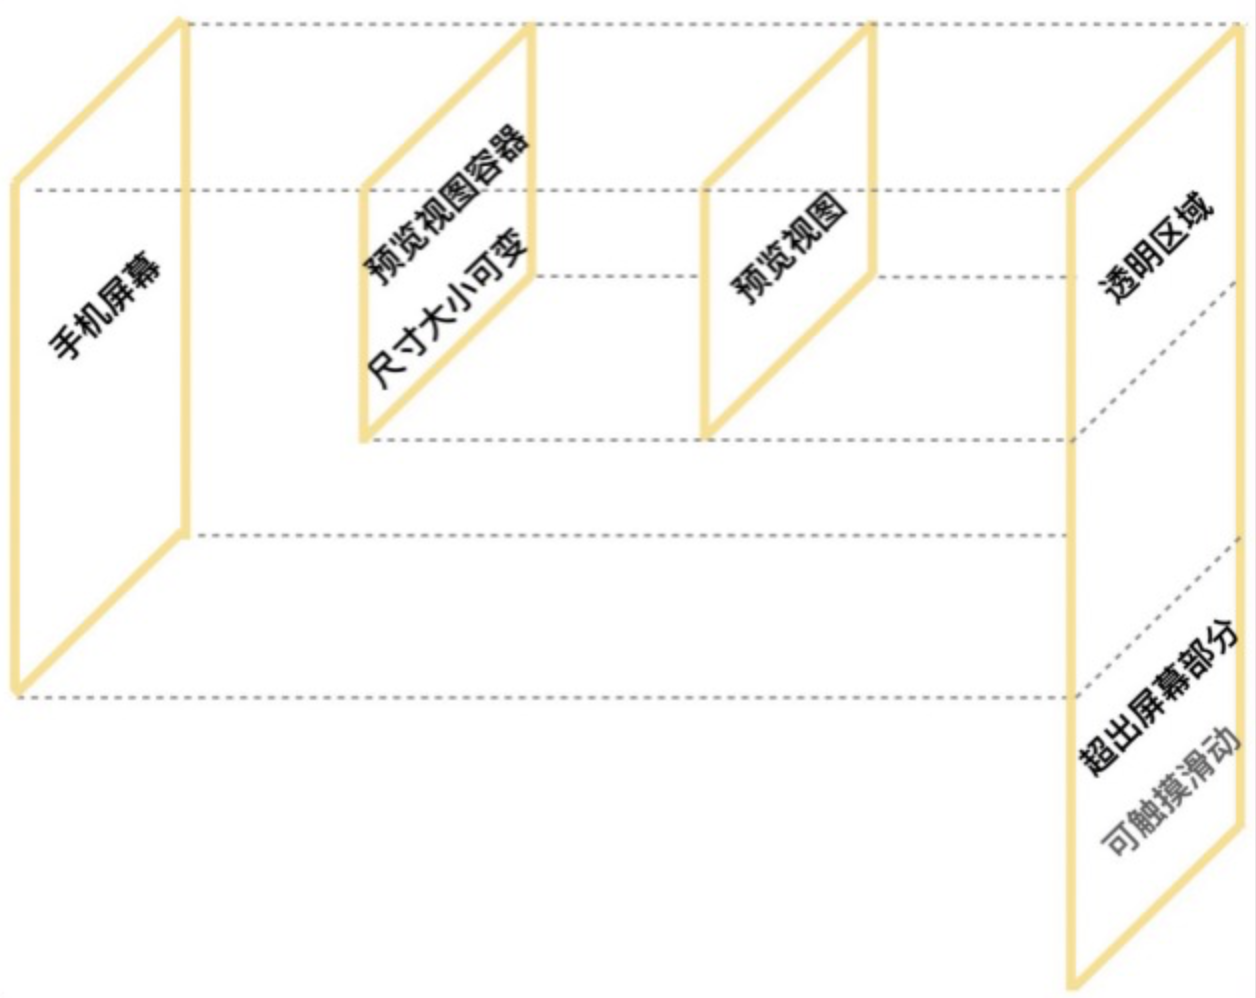 手机屏幕
预览视图容器
尺寸大小可变
预览视图
透明区域
超出屏幕部分
可触摸滑动